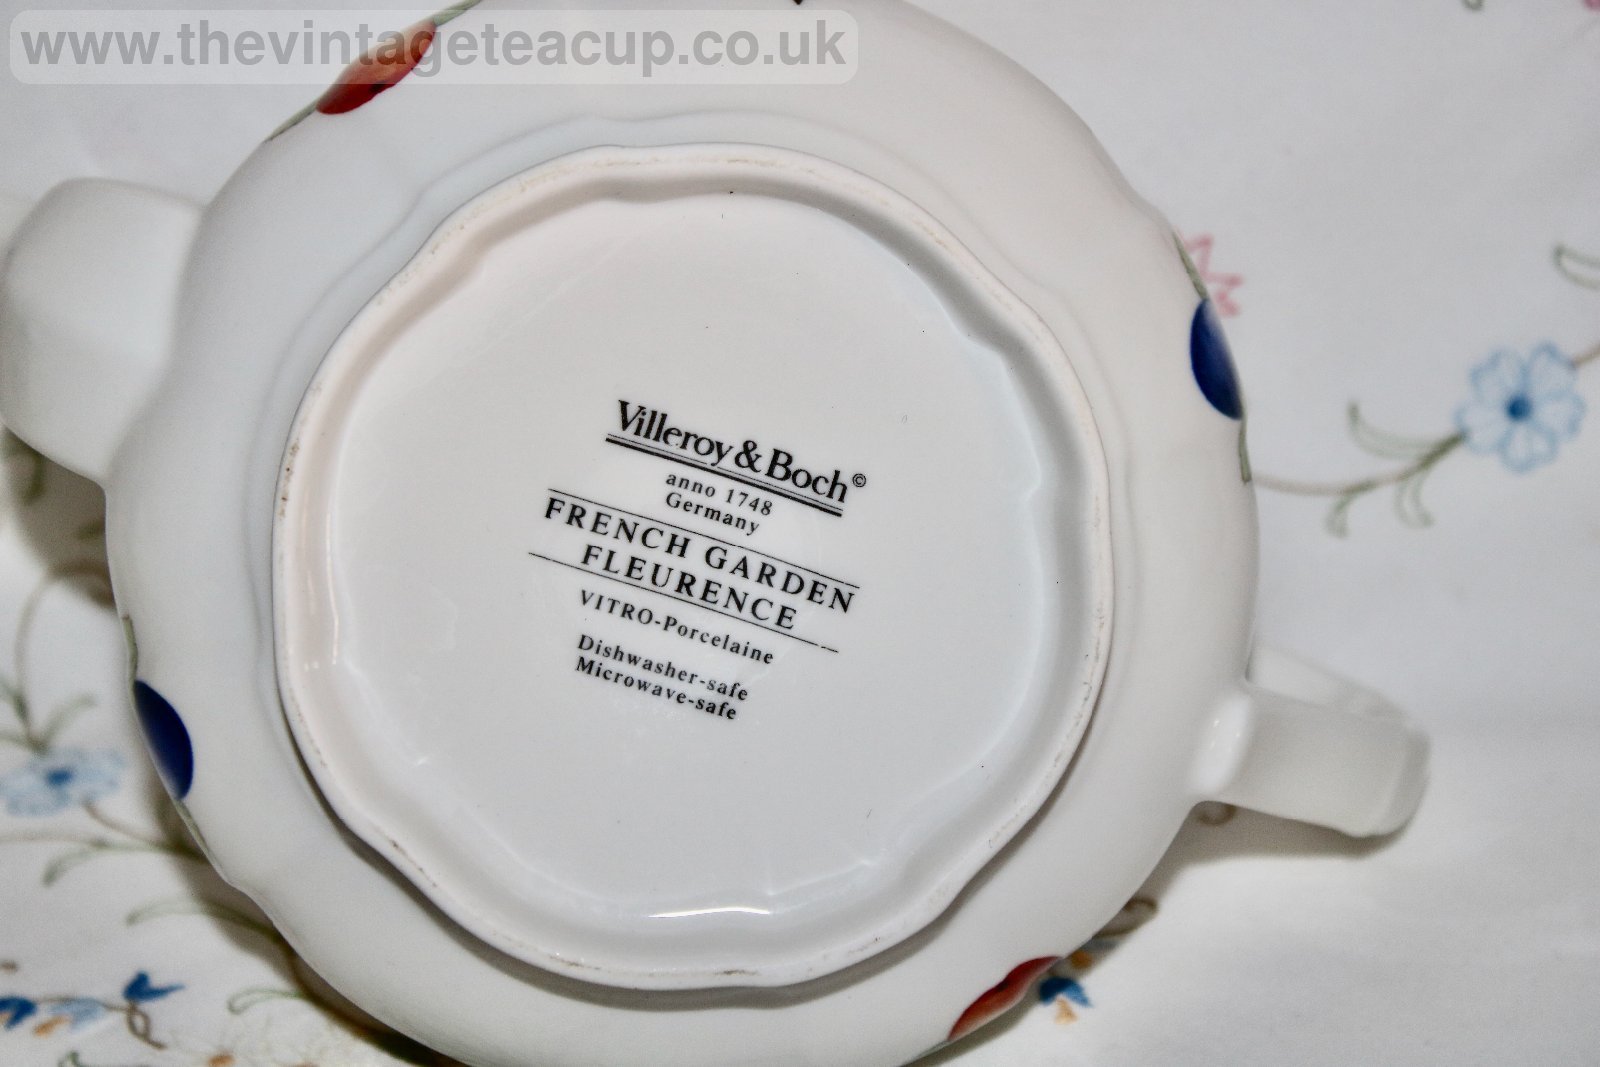 www.thevintageteacup.co.uk
Villeroy & Boch©
anno 1748
Germany
FRENCH GARDEN
FLEURENCE
VITRO-Porcelaine
Dishwasher-safe
Microwave-safe